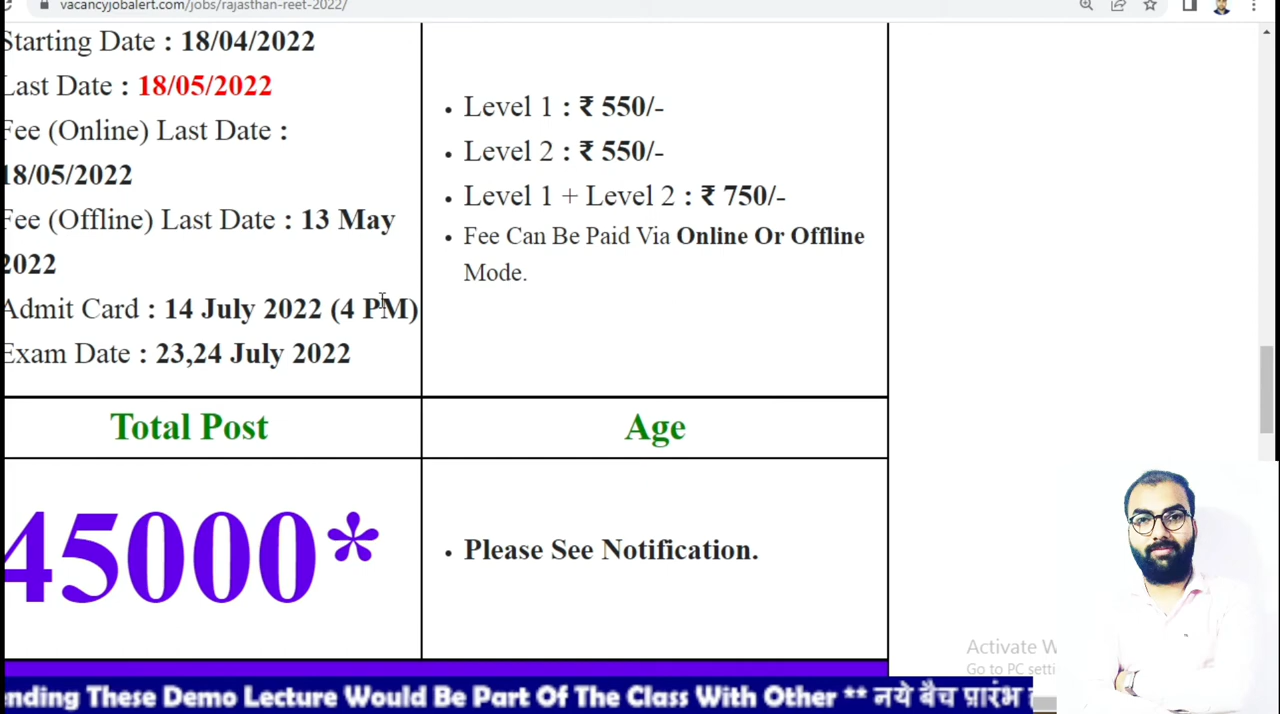 vacancyjobalert.com/jobs/rajasthan-reet-2022/
Starting Date : 18/04/2022
Last Date : 18/05/2022
Fee (Online) Last Date :
18/05/2022
Fee (Offline) Last Date : 13 May
2022
Admit Card : 14 July 2022 (4 PM)
Exam Date : 23,24 July 2022
• Level 1 : ₹ 550/-
• Level 2 : ₹ 550/-
• Level 1 + Level 2 : ₹ 750/-
• Fee Can Be Paid Via Online Or Offline
Mode.
Total Post
Age
45000*
• Please See Notification.
Activate W
Go to PC setti
nding These Demo Lecture Would Be Part Of The Class With Other ** नये बैच प्रारंभ